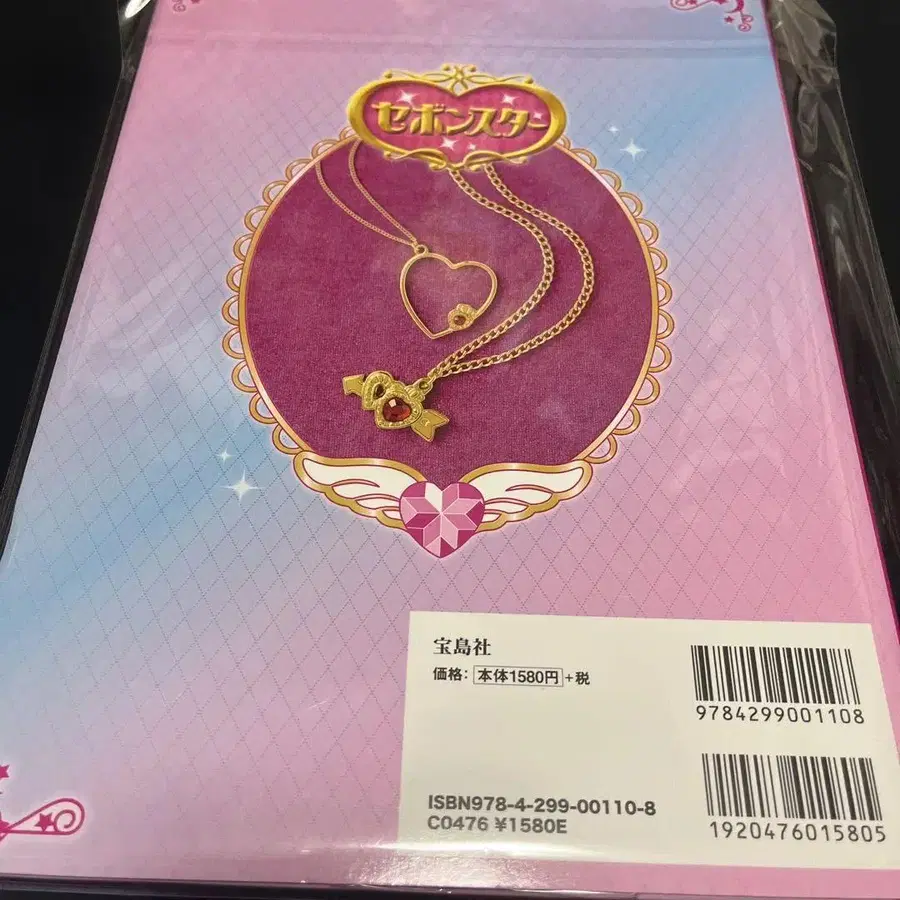 セボンスター
宝島社
価格: 本体1580円+税
9784299001108
ISBN978-4-299-00110-8
C0476 ¥1580E
1920476015805